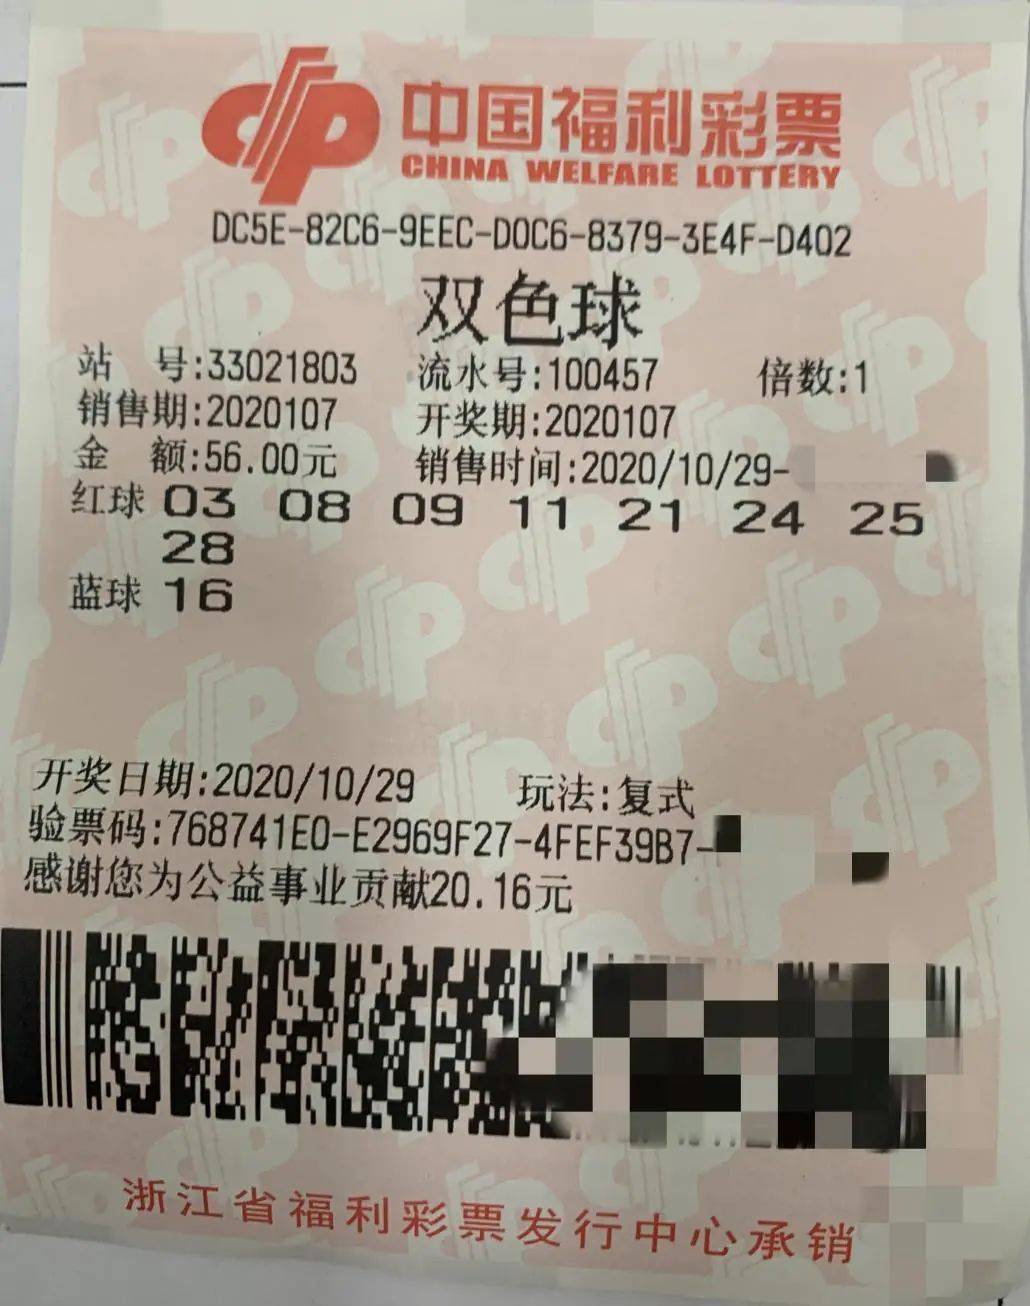 中国福利彩票
CHINA WELFARE LOTTERY
DC5E-82C6-9EEC-D0C6-8379-3E4F-D402
双色球
站 号:33021803 流水号:100457 倍数:1
销售期:2020107 开奖期:2020107
金 额:56.00元 销售时间:2020/10/29-
红球 03 08 09 11 21 24 25
28
蓝球 16
开奖日期:2020/10/29 玩法:复式
验票码:768741E0-E2969F27-4FEF39B7-
感谢您为公益事业贡献20.16元
浙江省福利彩票发行中心承销